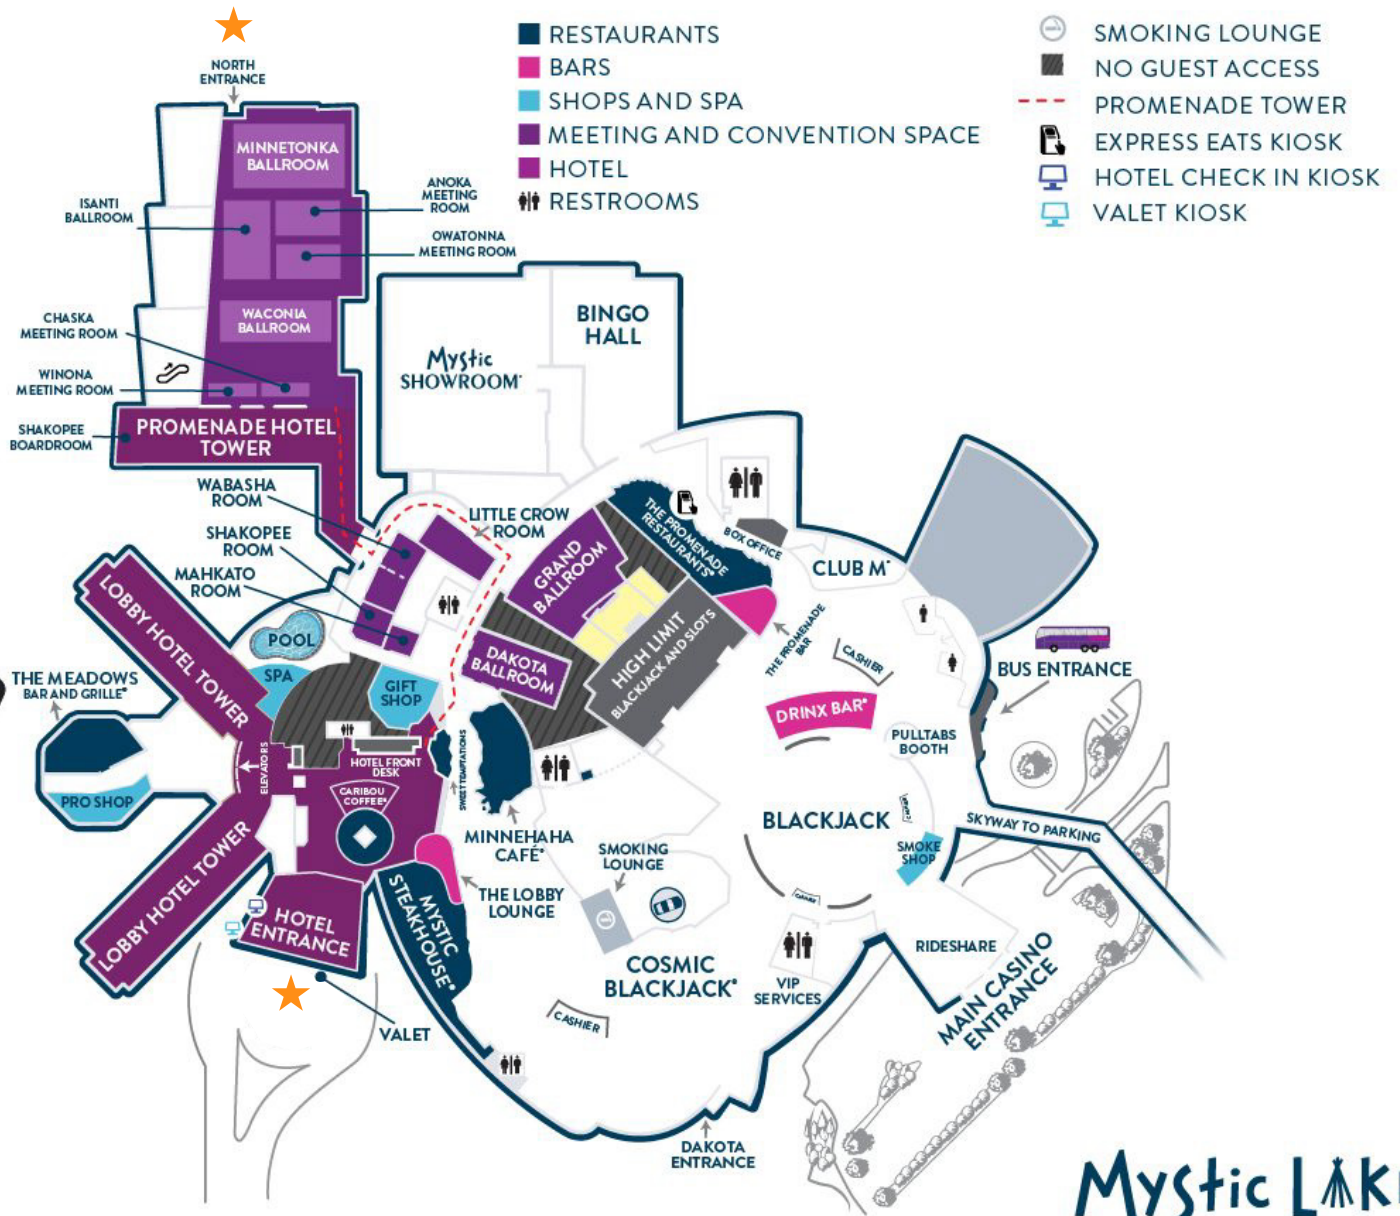 NORTH
ENTRANCE
RESTAURANTS
BARS
SHOPS AND SPA
MEETING AND CONVENTION SPACE
HOTEL
RESTROOMS
SMOKING LOUNGE
NO GUEST ACCESS
PROMENADE TOWER
EXPRESS EATS KIOSK
HOTEL CHECK IN KIOSK
VALET KIOSK
MINNETONKA
BALLROOM
ISANTI
BALLROOM
ANOKA
MEETING
ROOM
OWATONNA
MEETING ROOM
WACONIA
BALLROOM
CHASKA
MEETING ROOM
WINONA
MEETING ROOM
SHAKOPEE
BOARDROOM
PROMENADE HOTEL
TOWER
Mystic
SHOWROOM
BINGO
HALL
WABASHA
ROOM
SHAKOPEE
ROOM
MAHKATO
ROOM
LITTLE CROW
ROOM
GRAND
BALLROOM
DAKOTA
BALLROOM
THE PROMENADE
RESTAURANTS®
BOX OFFICE
CLUB M
HIGH LIMIT
BLACKJACK AND SLOTS
THE PROMENADE
BAR
CASHIER
DRINX BAR®
PULLTABS
BOOTH
BUS ENTRANCE
LOBBY HOTEL TOWER
POOL
SPA
GIFT
SHOP
THE MEADOWS
BAR AND GRILLE®
PRO SHOP
ELEVATORS
HOTEL FRONT
DESK
CARIBOU
COFFEE®
SWEET TEMPTATIONS
MINNEHAHA
CAFÉ®
THE LOBBY
LOUNGE
LOBBY HOTEL TOWER
HOTEL
ENTRANCE
MYSTIC
STEAKHOUSE®
VALET
SMOKING
LOUNGE
COSMIC
BLACKJACK®
CASHIER
BLACKJACK
CASHIER
CASHIER
SMOKE
SHOP
SKYWAY TO PARKING
RIDESHARE
VIP
SERVICES
MAIN CASINO
ENTRANCE
DAKOTA
ENTRANCE
Mystic LAK